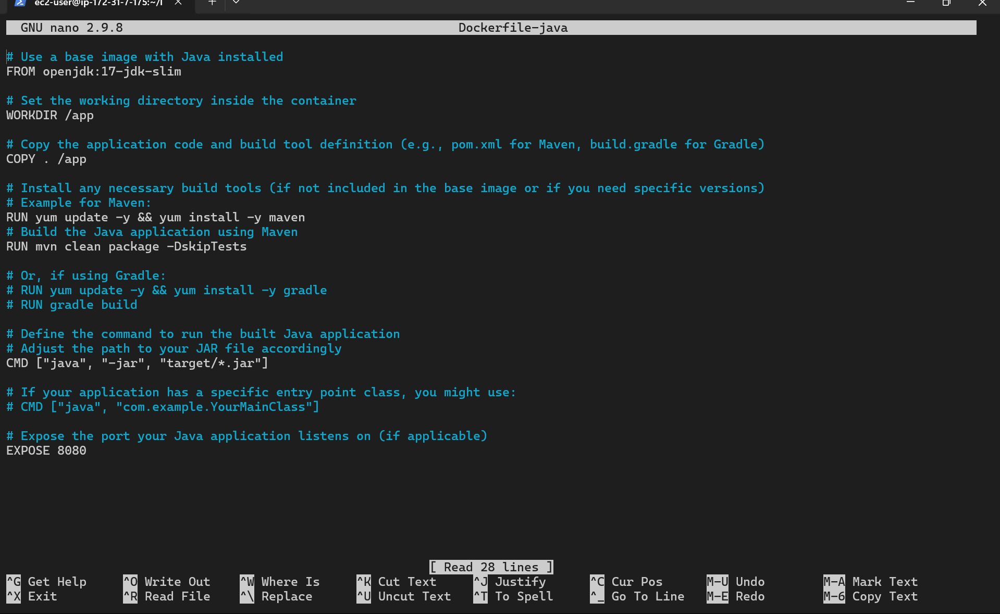 ec2-user@ip-172-31-7-175:~/
GNU nano 2.9.8 Dockerfile-java
# Use a base image with Java installed
FROM openjdk:17-jdk-slim
# Set the working directory inside the container
WORKDIR /app
# Copy the application code and build tool definition (e.g., pom.xml for Maven, build.gradle for Gradle)
COPY . /app
# Install any necessary build tools (if not included in the base image or if you need specific versions)
# Example for Maven:
RUN yum update -y && yum install -y maven
# Build the Java application using Maven
RUN mvn clean package -DskipTests
# Or, if using Gradle:
# RUN yum update -y && yum install -y gradle
# RUN gradle build
# Define the command to run the built Java application
# Adjust the path to your JAR file accordingly
CMD ["java", "-jar", "target/*.jar"]
# If your application has a specific entry point class, you might use:
# CMD ["java", "com.example.YourMainClass"]
# Expose the port your Java application listens on (if applicable)
EXPOSE 8080
[ Read 28 lines ]
^G Get Help ^O Write Out ^W Where Is ^K Cut Text ^J Justify ^C Cur Pos M-U Undo M-A Mark Text
^X Exit ^R Read File ^\ Replace ^U Uncut Text ^T To Spell ^_ Go To Line M-E Redo M-6 Copy Text